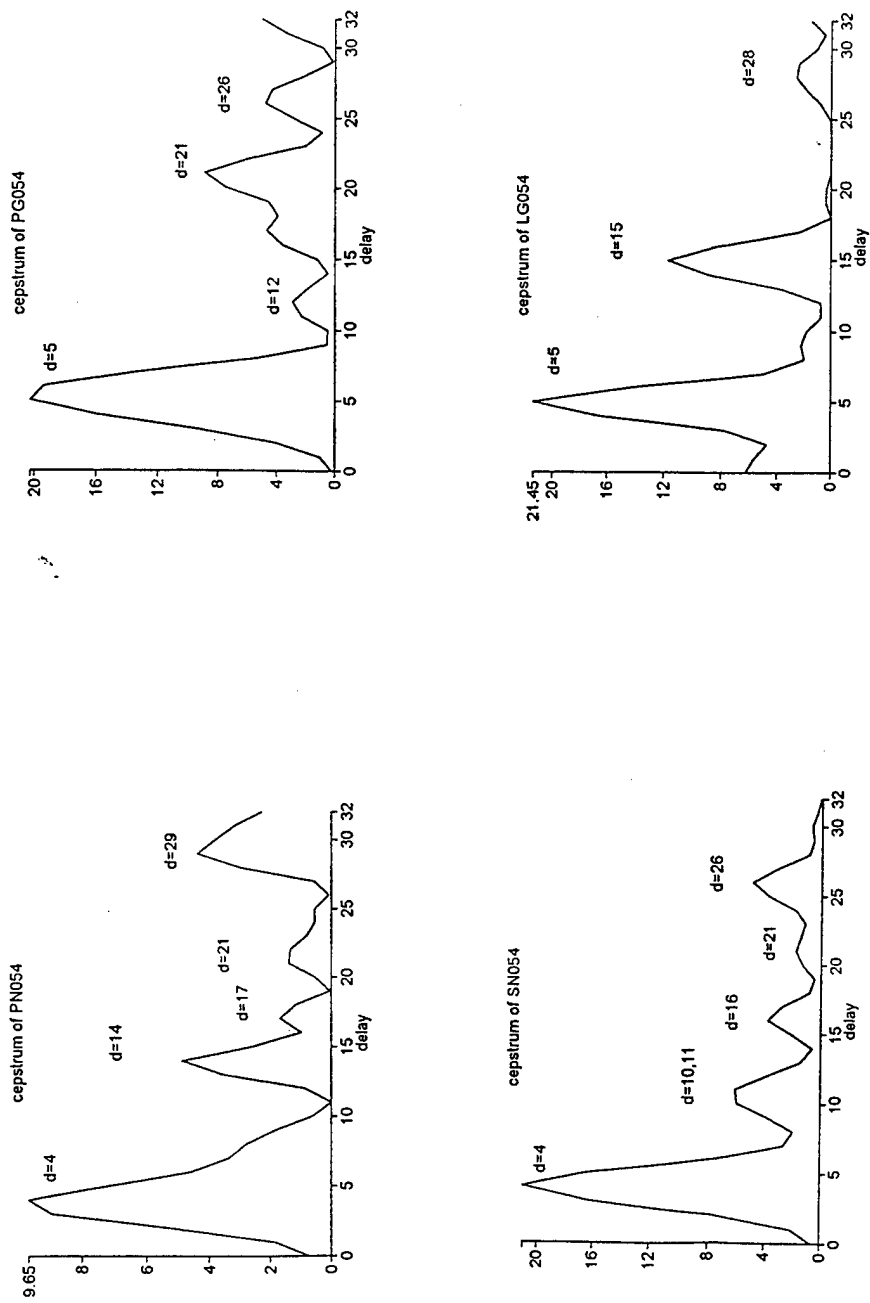 cepstrum of PN054
9.65
8
6
4
2
0
d=4
d=14
d=17
d=21
d=29
0
5
10
15
20
25
30
32
delay
cepstrum of PG054
20
16
12
8
4
0
d=5
d=12
d=21
d=26
0
5
10
15
20
25
30
32
delay
cepstrum of SN054
20
16
12
8
4
0
d=4
d=10,11
d=16
d=21
d=26
0
5
10
15
20
25
30
32
delay
cepstrum of LG054
21.45
20
16
12
8
4
0
d=5
d=15
d=28
0
5
10
15
20
25
30
32
delay